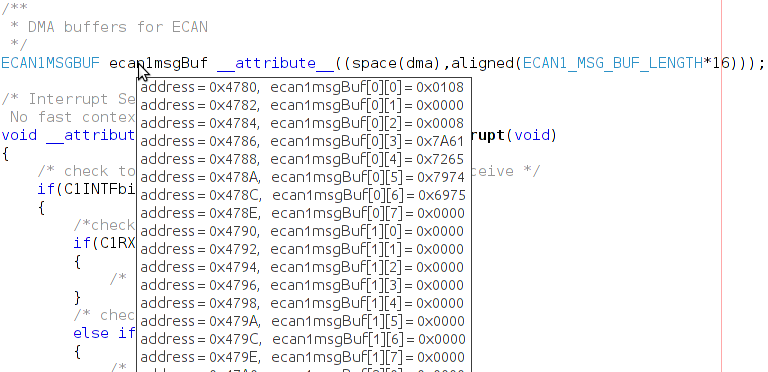 /**
* DMA buffers for ECAN
*/
ECAN1MSGBUF ecan1msgBuf __attribute__((space(dma),aligned(ECAN1_MSG_BUF_LENGTH*16)));
address=0x4780, ecan1msgBuf[0][0]=0x0108
/* Interrupt Se address=0x4782, ecan1msgBuf[0][1]=0x0000
No fast contex address=0x4784, ecan1msgBuf[0][2]=0x0008
void __attribut address=0x4786, ecan1msgBuf[0][3]=0x7A61 rupt(void)
{ address=0x4788, ecan1msgBuf[0][4]=0x7265
/* check to address=0x478A, ecan1msgBuf[0][5]=0x7974 ceive */
if(C1INTFbi address=0x478C, ecan1msgBuf[0][6]=0x6975
{ address=0x478E, ecan1msgBuf[0][7]=0x0000
/*check address=0x4790, ecan1msgBuf[1][0]=0x0000
if(C1RX address=0x4792, ecan1msgBuf[1][1]=0x0000
{ address=0x4794, ecan1msgBuf[1][2]=0x0000
/* address=0x4796, ecan1msgBuf[1][3]=0x0000
} address=0x4798, ecan1msgBuf[1][4]=0x0000
/* chec address=0x479A, ecan1msgBuf[1][5]=0x0000
else if address=0x479C, ecan1msgBuf[1][6]=0x0000
{ address=0x479E, ecan1msgBuf[1][7]=0x0000
/*